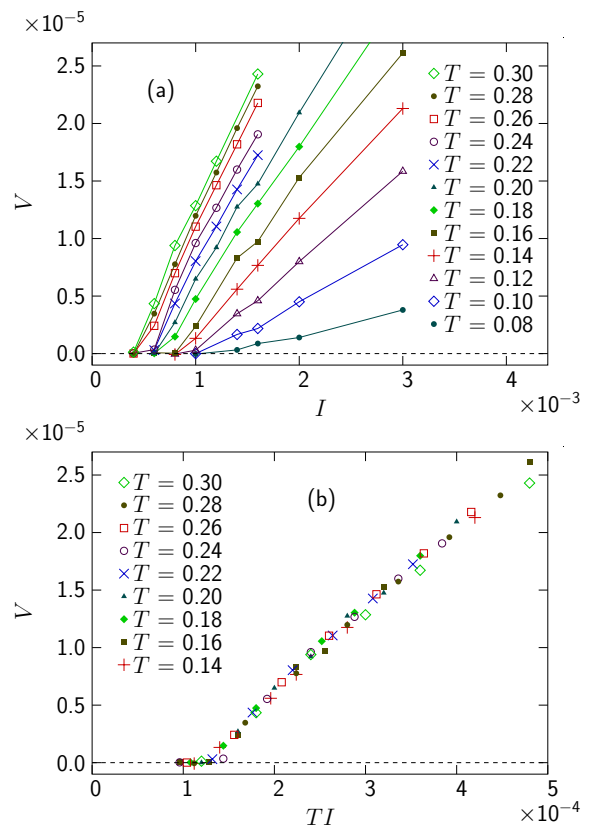 ×10⁻⁵
2.5
2.0
1.5
1.0
0.5
0.0
V
(a)
T = 0.30
T = 0.28
T = 0.26
T = 0.24
T = 0.22
T = 0.20
T = 0.18
T = 0.16
T = 0.14
T = 0.12
T = 0.10
T = 0.08
0 1 2 3 4
I ×10⁻³
×10⁻⁵
2.5
2.0
1.5
1.0
0.5
0.0
V
(b)
T = 0.30
T = 0.28
T = 0.26
T = 0.24
T = 0.22
T = 0.20
T = 0.18
T = 0.16
T = 0.14
0 1 2 3 4 5
TI ×10⁻⁴